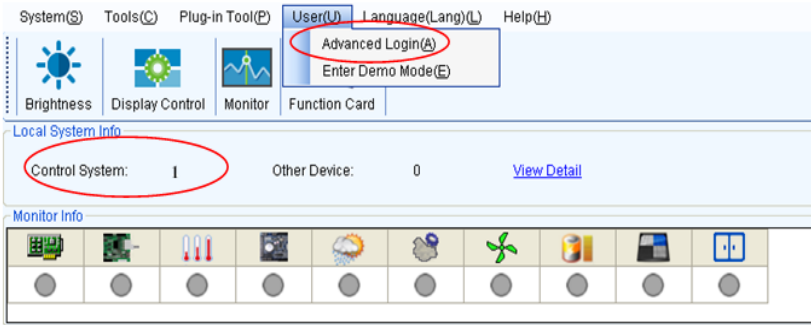 System(S) Tools(C) Plug-in Tool(P) User(U) Language(Lang)(L) Help(H)
Advanced Login(A)
Enter Demo Mode(E)
Brightness Display Control Monitor Function Card
Local System Info
Control System: 1 Other Device: 0 View Detail
Monitor Info